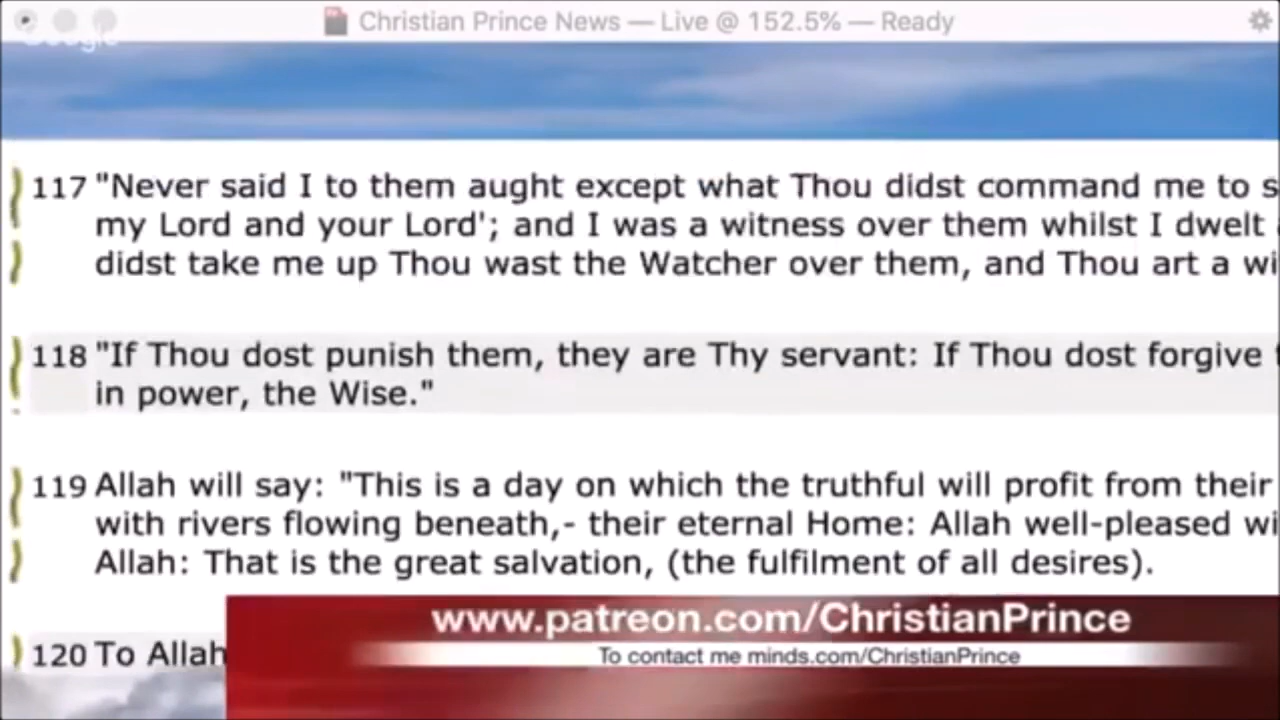 Christian Prince News — Live @ 152.5% — Ready
Google
117 "Never said I to them aught except what Thou didst command me to s
my Lord and your Lord'; and I was a witness over them whilst I dwelt
didst take me up Thou wast the Watcher over them, and Thou art a wi
118 "If Thou dost punish them, they are Thy servant: If Thou dost forgive
in power, the Wise."
119 Allah will say: "This is a day on which the truthful will profit from their
with rivers flowing beneath,- their eternal Home: Allah well-pleased wi
Allah: That is the great salvation, (the fulfilment of all desires).
120 To Allah
www.patreon.com/ChristianPrince
To contact me minds.com/ChristianPrince